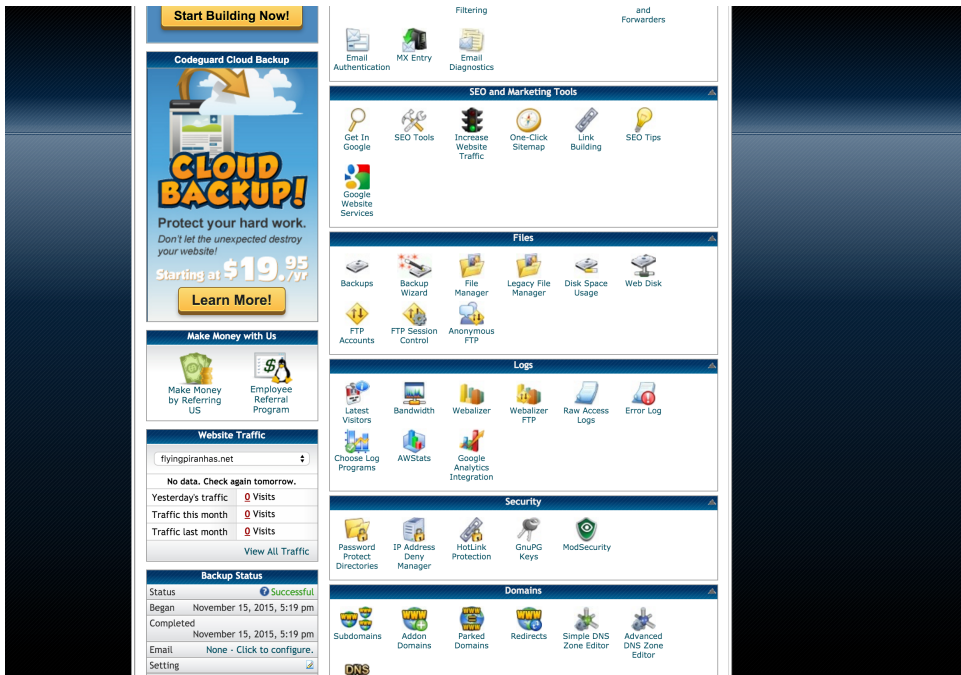 Start Building Now!
Codeguard Cloud Backup
CLOUD
BACKUP!
Protect your hard work.
Don't let the unexpected destroy
your website!
Starting at $19.95/yr
Learn More!
Make Money with Us
Make Money
by Referring
US
Employee
Referral
Program
Website Traffic
flyingpiranhas.net
No data. Check again tomorrow.
Yesterday's traffic 0 Visits
Traffic this month 0 Visits
Traffic last month 0 Visits
View All Traffic
Backup Status
Status Successful
Began November 15, 2015, 5:19 pm
Completed
November 15, 2015, 5:19 pm
Email None - Click to configure.
Setting
Filtering
and
Forwarders
Email
Authentication
MX Entry
Email
Diagnostics
SEO and Marketing Tools
Get In
Google
SEO Tools
Increase
Website
Traffic
One-Click
Sitemap
Link
Building
SEO Tips
Google
Website
Services
Files
Backups
Backup
Wizard
File
Manager
Legacy File
Manager
Disk Space
Usage
Web Disk
FTP
Accounts
FTP Session
Control
Anonymous
FTP
Logs
Latest
Visitors
Bandwidth
Webalizer
Webalizer
FTP
Raw Access
Logs
Error Log
Choose Log
Programs
AWStats
Google
Analytics
Integration
Security
Password
Protect
Directories
IP Address
Deny
Manager
HotLink
Protection
GnuPG
Keys
ModSecurity
Domains
Subdomains
Addon
Domains
Parked
Domains
Redirects
Simple DNS
Zone Editor
Advanced
DNS Zone
Editor
DNS